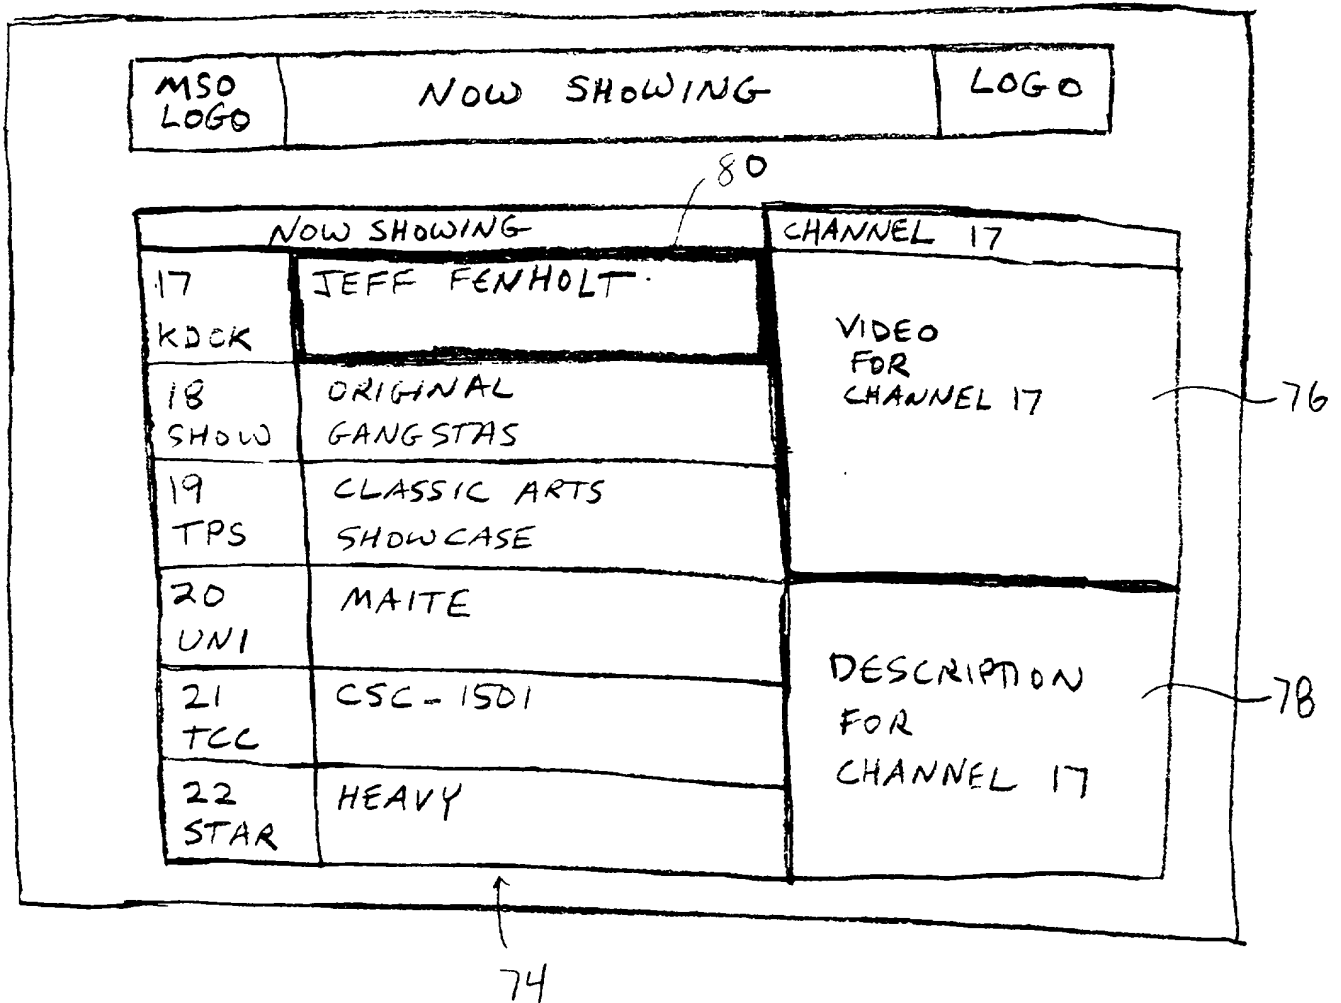 MSO
LOGO
NOW SHOWING
LOGO
80
NOW SHOWING
CHANNEL 17
17
KDCK
JEFF FENHOLT
18
SHOW
ORIGINAL
GANGSTAS
19
TPS
CLASSIC ARTS
SHOWCASE
20
UNI
MAITE
21
TCC
CSC-1501
22
STAR
HEAVY
VIDEO
FOR
CHANNEL 17
76
DESCRIPTION
FOR
CHANNEL 17
78
74